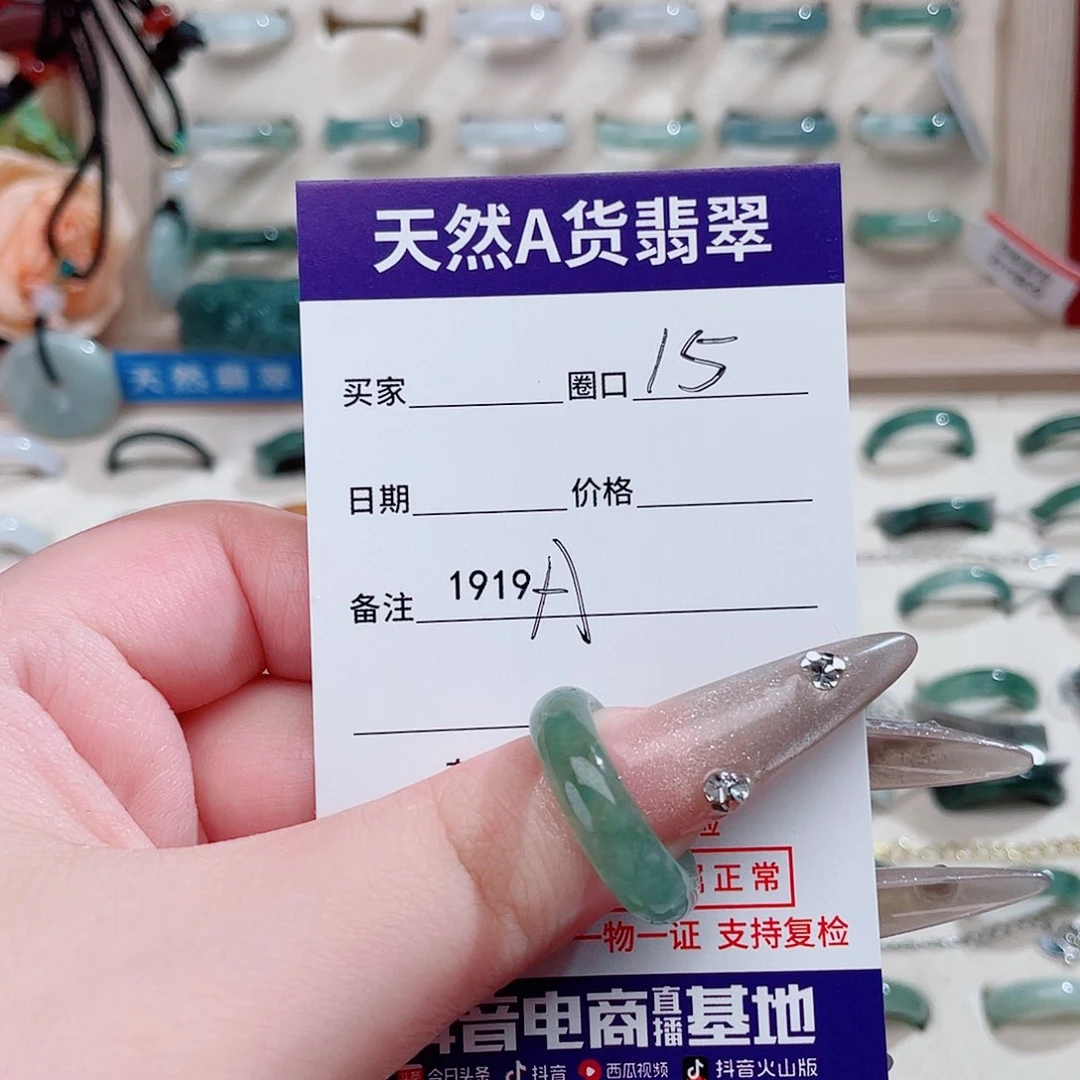 天然A货翡翠
买家 圈口 15
日期 价格
备注 1919 A
正常
一物一证 支持复检
音电商直播基地
今日头条 抖音 西瓜视频 抖音火山版
天然翡翠